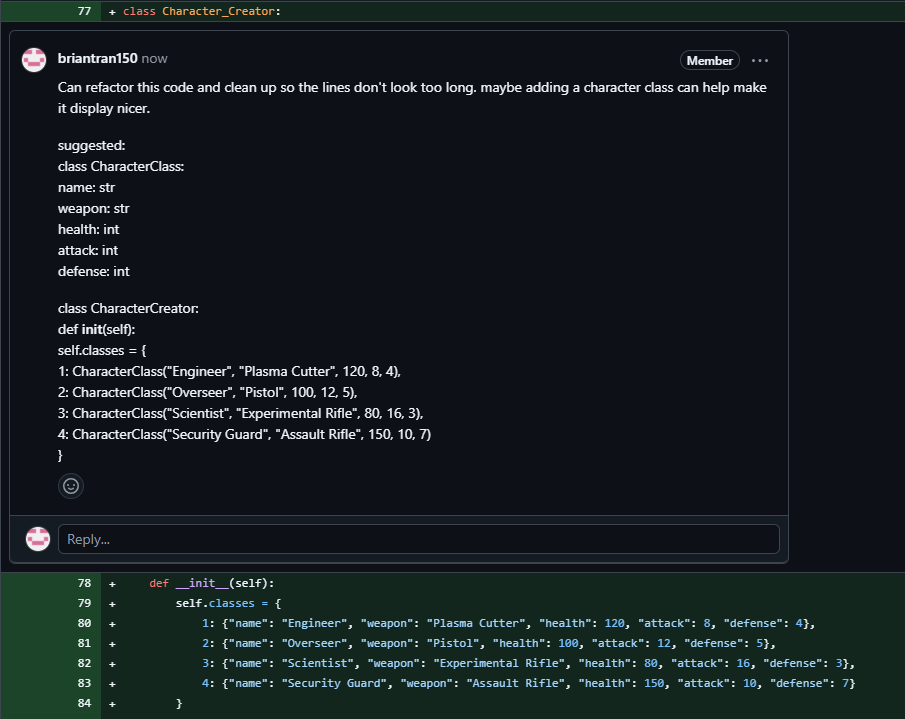 77 + class Character_Creator:
briantran150 now Member ...
Can refactor this code and clean up so the lines don't look too long. maybe adding a character class can help make
it display nicer.
suggested:
class CharacterClass:
name: str
weapon: str
health: int
attack: int
defense: int
class CharacterCreator:
def init(self):
self.classes = {
1: CharacterClass("Engineer", "Plasma Cutter", 120, 8, 4),
2: CharacterClass("Overseer", "Pistol", 100, 12, 5),
3: CharacterClass("Scientist", "Experimental Rifle", 80, 16, 3),
4: CharacterClass("Security Guard", "Assault Rifle", 150, 10, 7)
}
Reply...
78 + def __init__(self):
79 + self.classes = {
80 + 1: {"name": "Engineer", "weapon": "Plasma Cutter", "health": 120, "attack": 8, "defense": 4},
81 + 2: {"name": "Overseer", "weapon": "Pistol", "health": 100, "attack": 12, "defense": 5},
82 + 3: {"name": "Scientist", "weapon": "Experimental Rifle", "health": 80, "attack": 16, "defense": 3},
83 + 4: {"name": "Security Guard", "weapon": "Assault Rifle", "health": 150, "attack": 10, "defense": 7}
84 + }